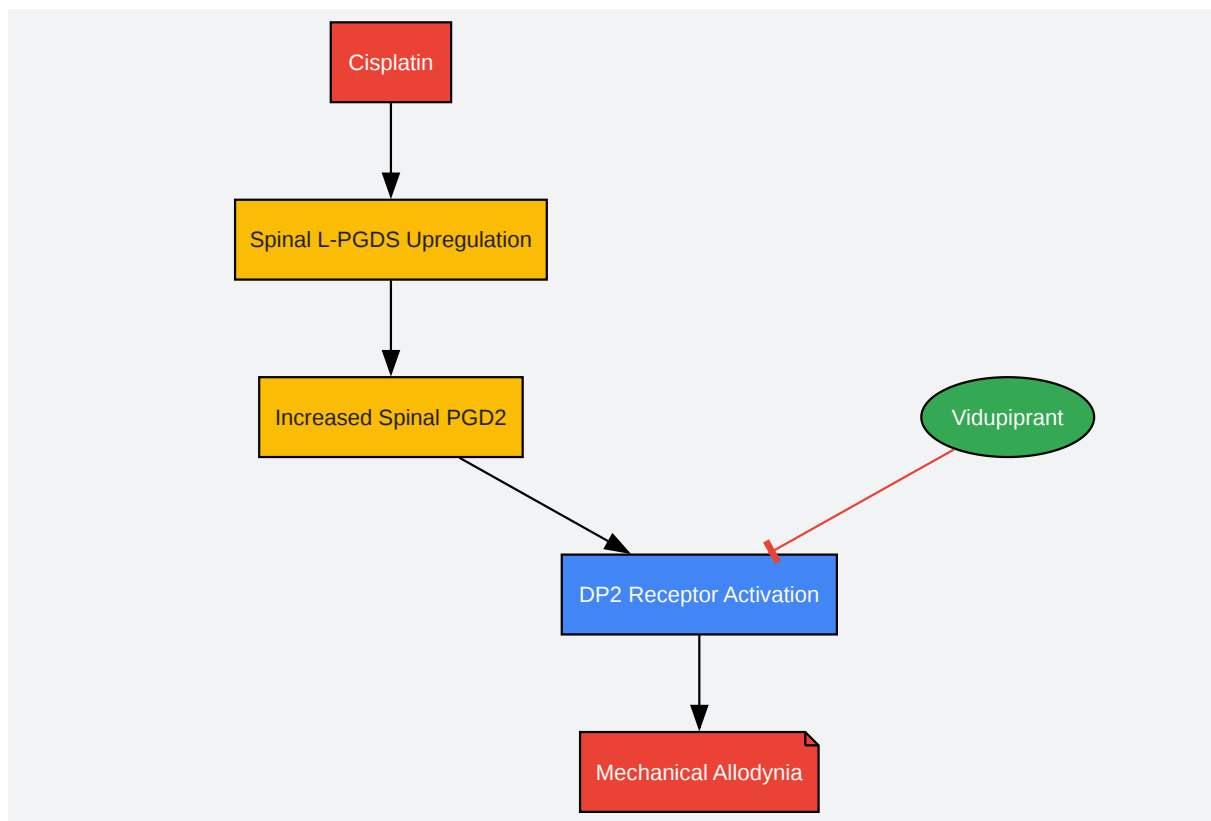 Cisplatin
Spinal L-PGDS Upregulation
Increased Spinal PGD2
Vidupiprant
DP2 Receptor Activation
Mechanical Allodynia